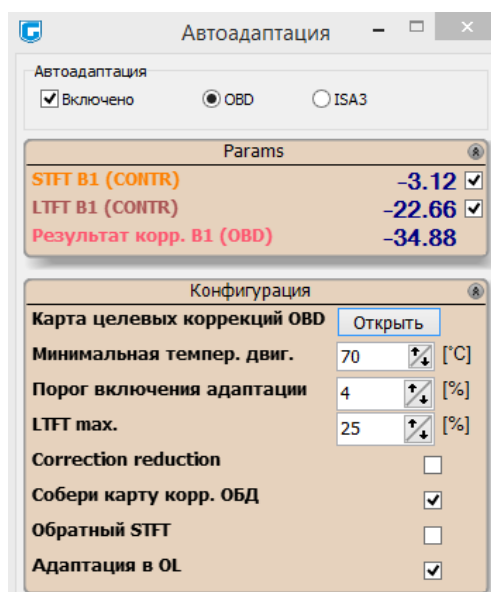 Автоадаптация
Автоадаптация
Включено OBD ISA3
Params
STFT B1 (CONTR) -3.12
LTFT B1 (CONTR) -22.66
Результат корр. B1 (OBD) -34.88
Конфигурация
Карта целевых коррекций OBD Открыть
Минимальная темпер. двиг. 70 [°C]
Порог включения адаптации 4 [%]
LTFT max. 25 [%]
Correction reduction
Собери карту корр. ОБД
Обратный STFT
Адаптация в OL